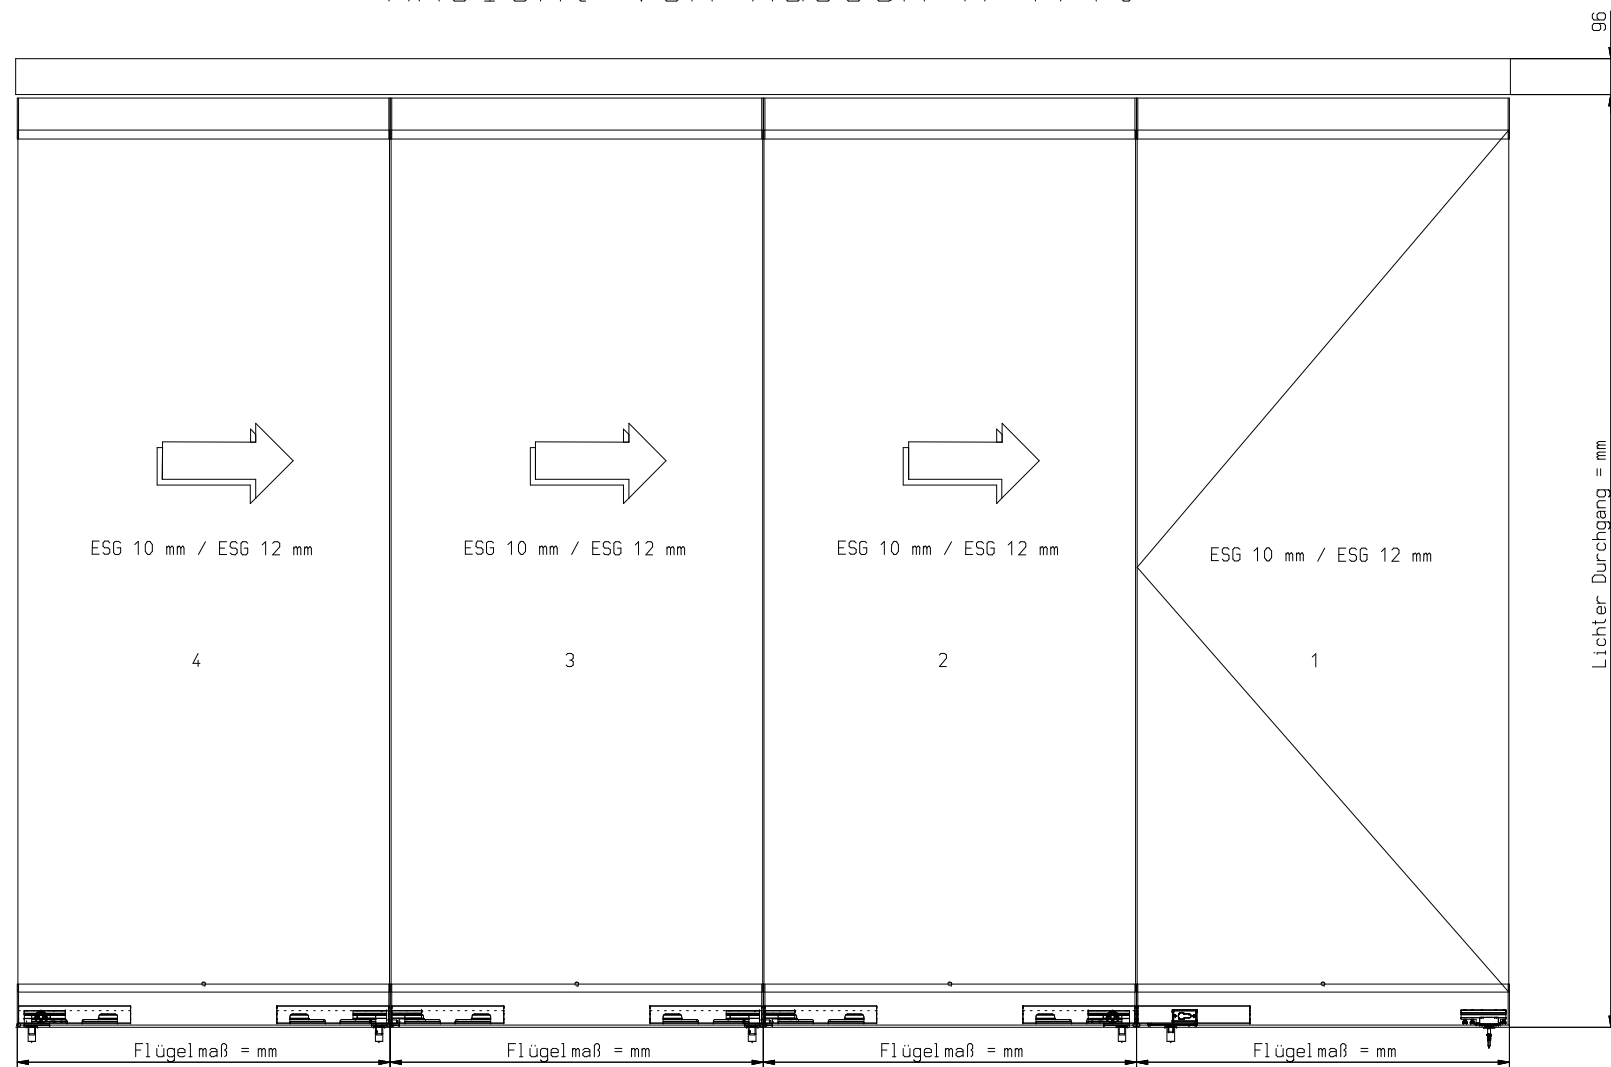 96
ESG 10 mm / ESG 12 mm
ESG 10 mm / ESG 12 mm
ESG 10 mm / ESG 12 mm
ESG 10 mm / ESG 12 mm
Lichter Durchgang = mm
4
3
2
1
Flügelmaß = mm
Flügelmaß = mm
Flügelmaß = mm
Flügelmaß = mm